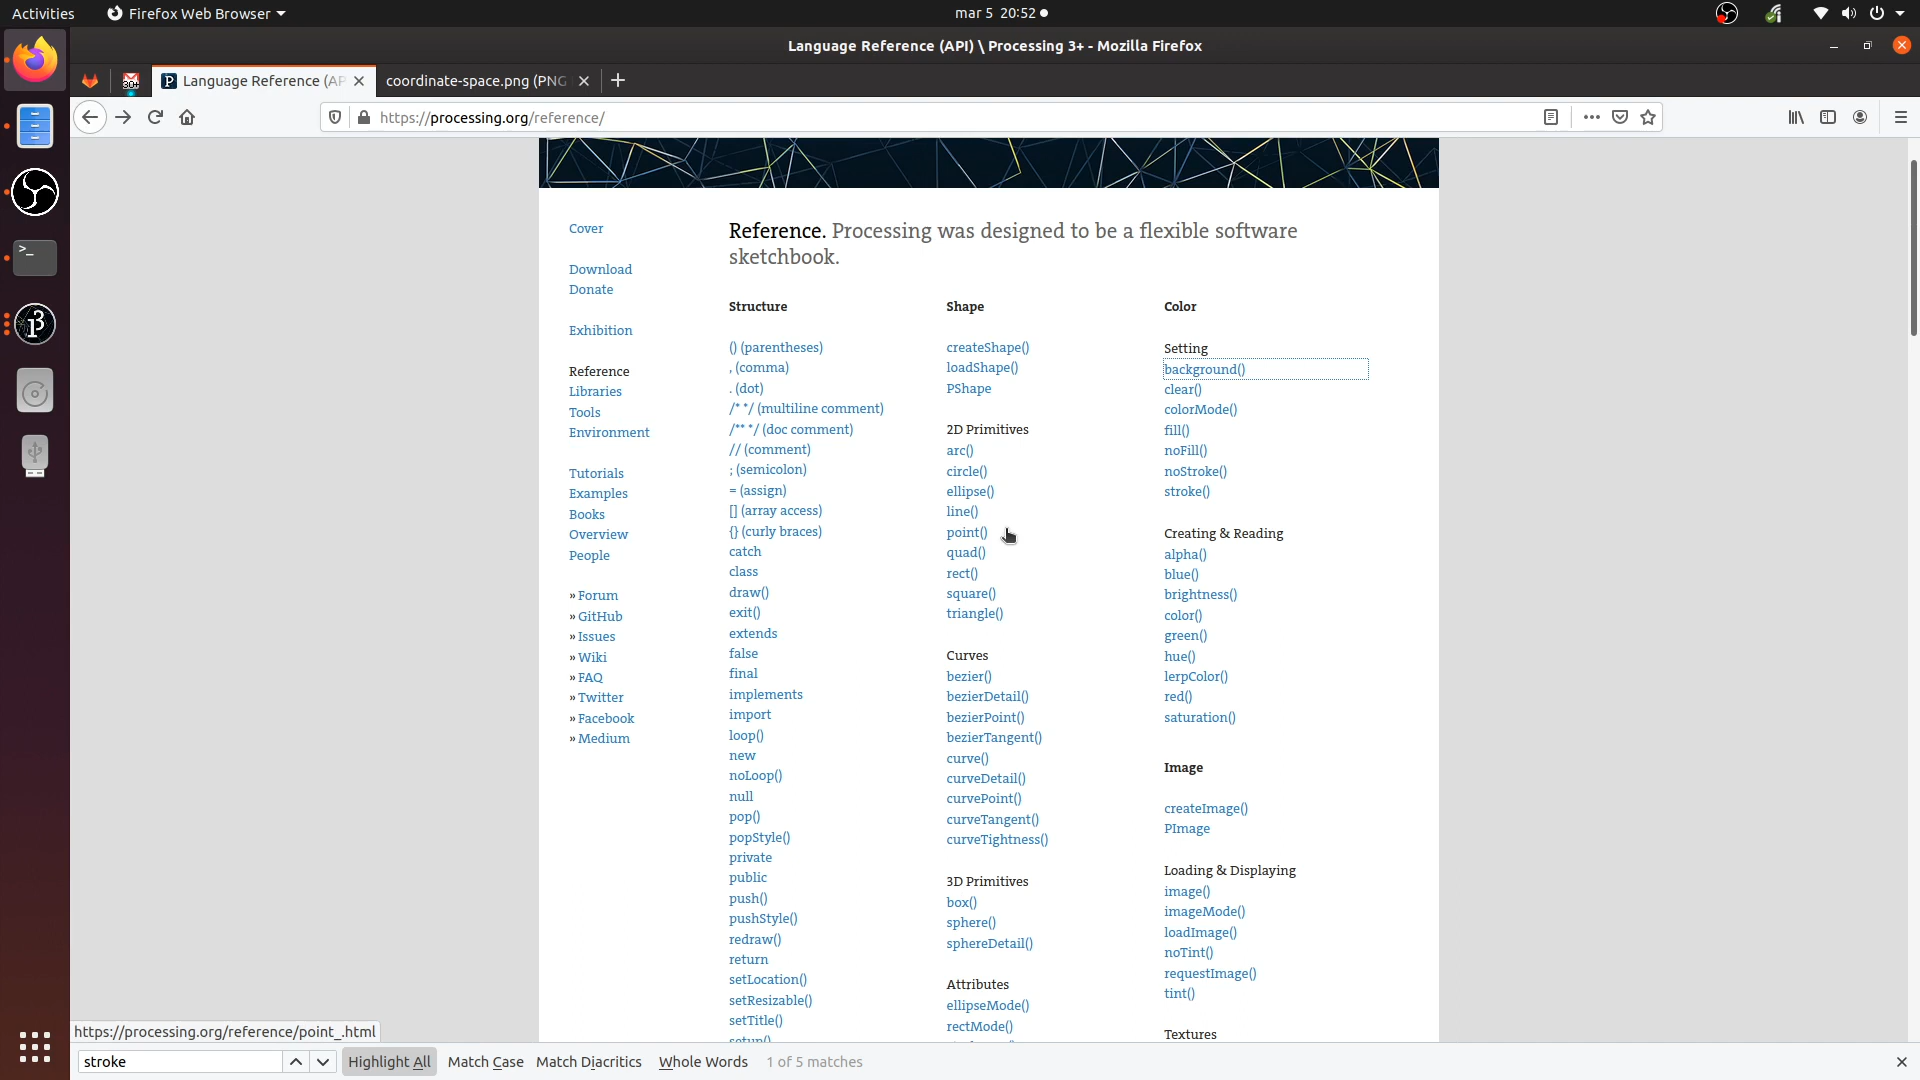 Activities
Firefox Web Browser
mar 5 20:52
Language Reference (API) \ Processing 3+ - Mozilla Firefox
30+
P
Language Reference (AP
coordinate-space.png (PNG
https://processing.org/reference/
Cover
Download
Donate
Exhibition
Reference
Libraries
Tools
Environment
Tutorials
Examples
Books
Overview
People
» Forum
» GitHub
» Issues
» Wiki
» FAQ
» Twitter
» Facebook
» Medium
Reference. Processing was designed to be a flexible software
sketchbook.
Structure
() (parentheses)
, (comma)
. (dot)
/* */ (multiline comment)
/** */ (doc comment)
// (comment)
; (semicolon)
= (assign)
[] (array access)
{} (curly braces)
catch
class
draw()
exit()
extends
false
final
implements
import
loop()
new
noLoop()
null
pop()
popStyle()
private
public
push()
pushStyle()
redraw()
return
setLocation()
setResizable()
setTitle()
setup()
Shape
createShape()
loadShape()
PShape
2D Primitives
arc()
circle()
ellipse()
line()
point()
quad()
rect()
square()
triangle()
Curves
bezier()
bezierDetail()
bezierPoint()
bezierTangent()
curve()
curveDetail()
curvePoint()
curveTangent()
curveTightness()
3D Primitives
box()
sphere()
sphereDetail()
Attributes
ellipseMode()
rectMode()
Color
Setting
background()
clear()
colorMode()
fill()
noFill()
noStroke()
stroke()
Creating & Reading
alpha()
blue()
brightness()
color()
green()
hue()
lerpColor()
red()
saturation()
Image
createImage()
PImage
Loading & Displaying
image()
imageMode()
loadImage()
noTint()
requestImage()
tint()
Textures
https://processing.org/reference/point_.html
stroke
Highlight All
Match Case
Match Diacritics
Whole Words
1 of 5 matches